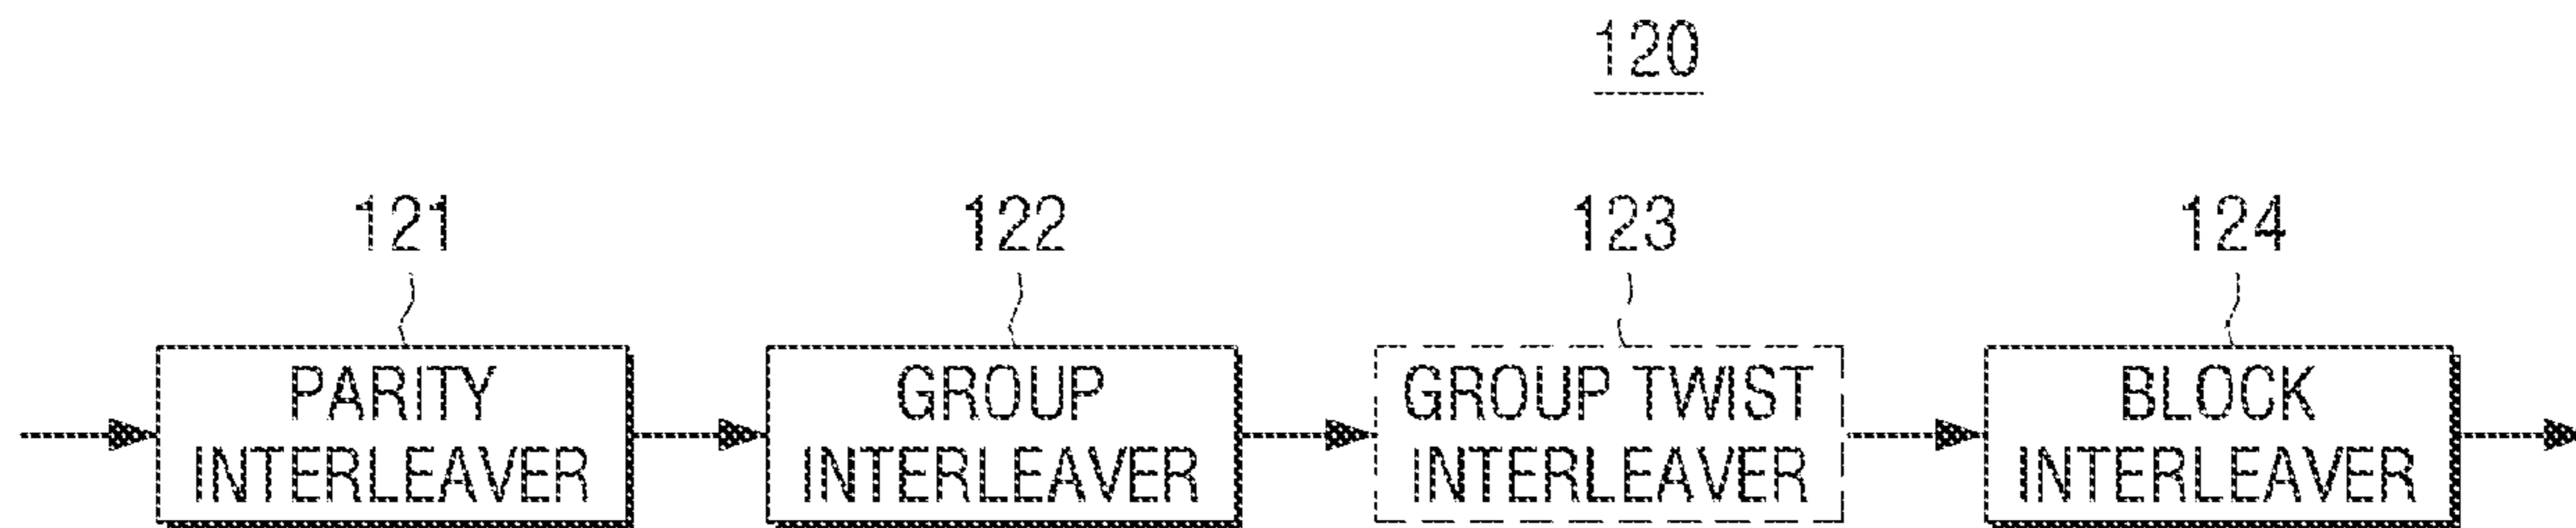 120
121
122
123
124
PARITY
INTERLEAVER
GROUP
INTERLEAVER
GROUP TWIST
INTERLEAVER
BLOCK
INTERLEAVER